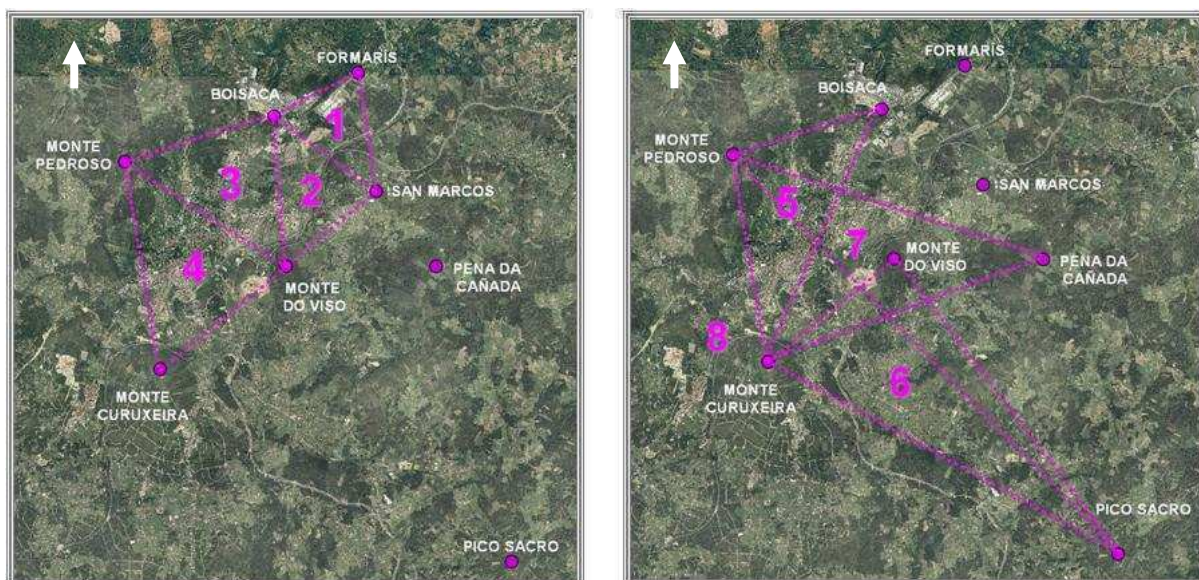 FORMARÍS
BOISACA
1
MONTE
PEDROSO
3
2
SAN MARCOS
4
PENA DA
CAÑADA
MONTE
DO VISO
MONTE
CURUXEIRA
PICO SACRO
FORMARÍS
BOISACA
MONTE
PEDROSO
5
SAN MARCOS
7
MONTE
DO VISO
PENA DA
CAÑADA
8
6
MONTE
CURUXEIRA
PICO SACRO